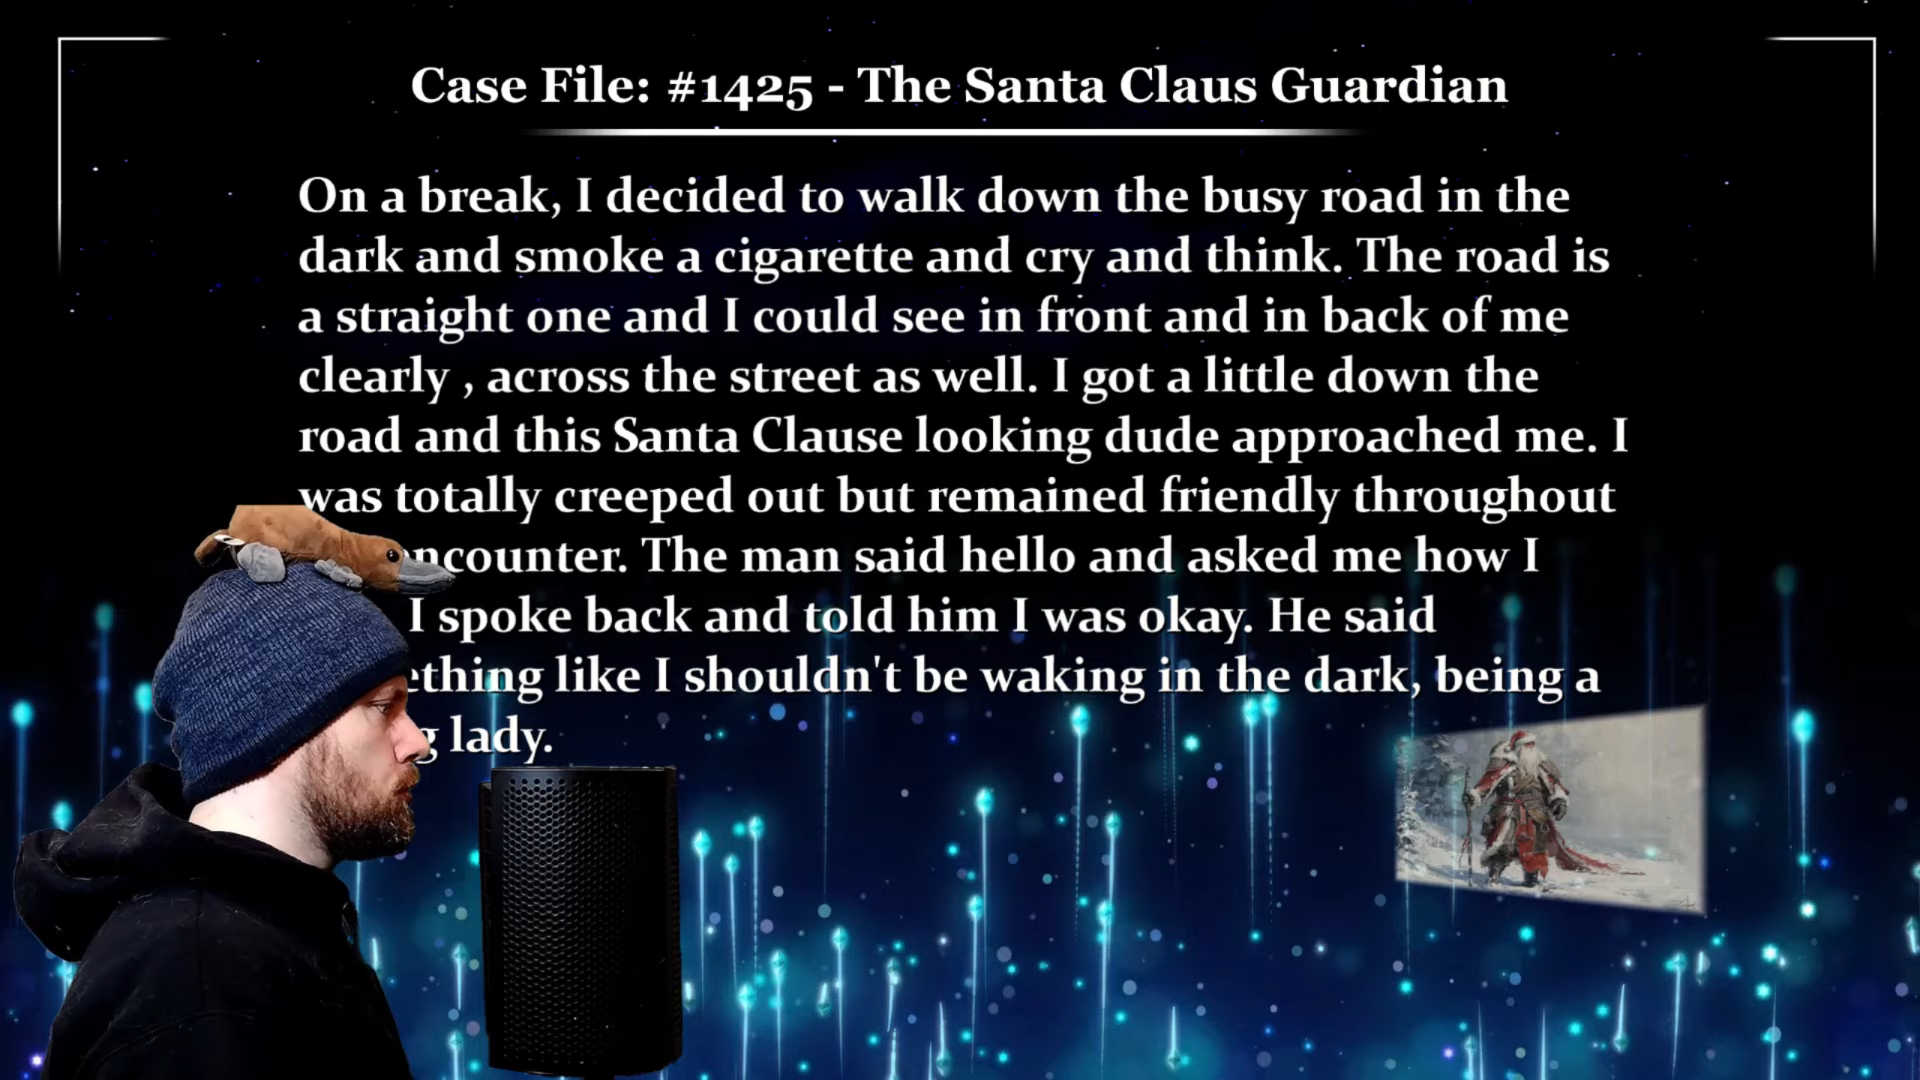 Case File: #1425 - The Santa Claus Guardian
On a break, I decided to walk down the busy road in the
dark and smoke a cigarette and cry and think. The road is
a straight one and I could see in front and in back of me
clearly , across the street as well. I got a little down the
road and this Santa Clause looking dude approached me. I
was totally creeped out but remained friendly throughout
The man said hello and asked me how I
I spoke back and told him I was okay. He said
like I shouldn't be waking in the dark, being a
lady.